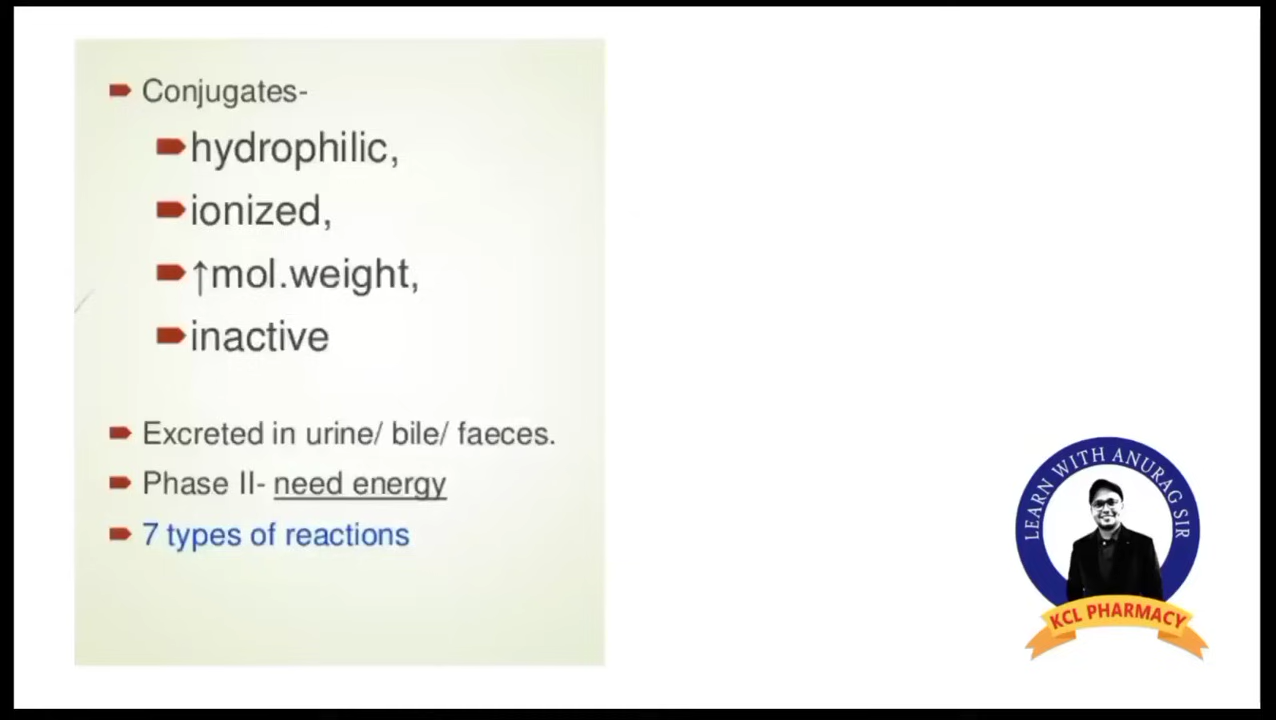 Conjugates-
hydrophilic,
ionized,
↑mol.weight,
inactive
Excreted in urine/ bile/ faeces.
Phase II- need energy
7 types of reactions
LEARN WITH ANURAG SIR
KCL PHARMACY